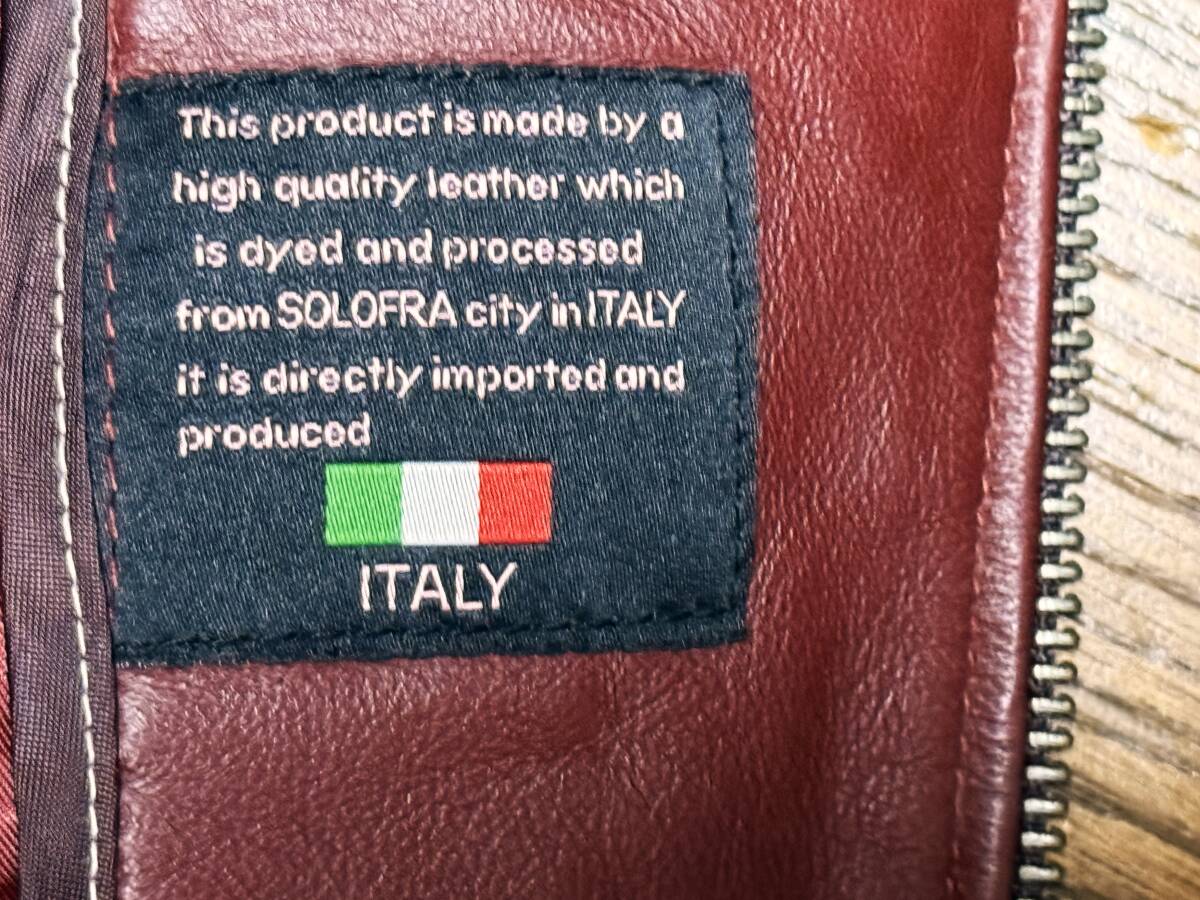 This product is made by a
high quality leather which
is dyed and processed
from SOLOFRA city in ITALY
it is directly imported and
produced
ITALY